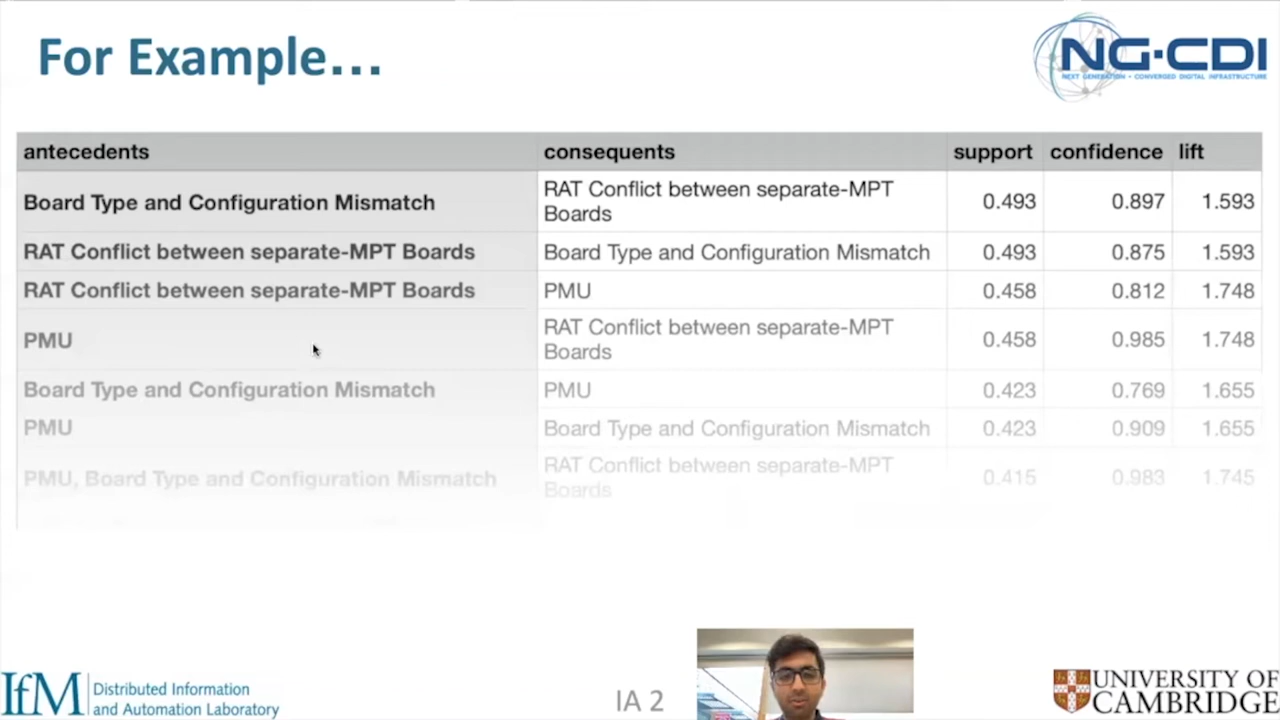 For Example…
NG·CDI
NEXT GENERATION • CONVERGED DIGITAL INFRASTRUCTURE
antecedents consequents support confidence lift
Board Type and Configuration Mismatch RAT Conflict between separate-MPT Boards 0.493 0.897 1.593
RAT Conflict between separate-MPT Boards Board Type and Configuration Mismatch 0.493 0.875 1.593
RAT Conflict between separate-MPT Boards PMU 0.458 0.812 1.748
PMU RAT Conflict between separate-MPT Boards 0.458 0.985 1.748
Board Type and Configuration Mismatch PMU 0.423 0.769 1.655
PMU Board Type and Configuration Mismatch 0.423 0.909 1.655
PMU, Board Type and Configuration Mismatch RAT Conflict between separate-MPT Boards 0.415 0.983 1.745
IfM Distributed Information
and Automation Laboratory
IA 2
UNIVERSITY OF
CAMBRIDGE